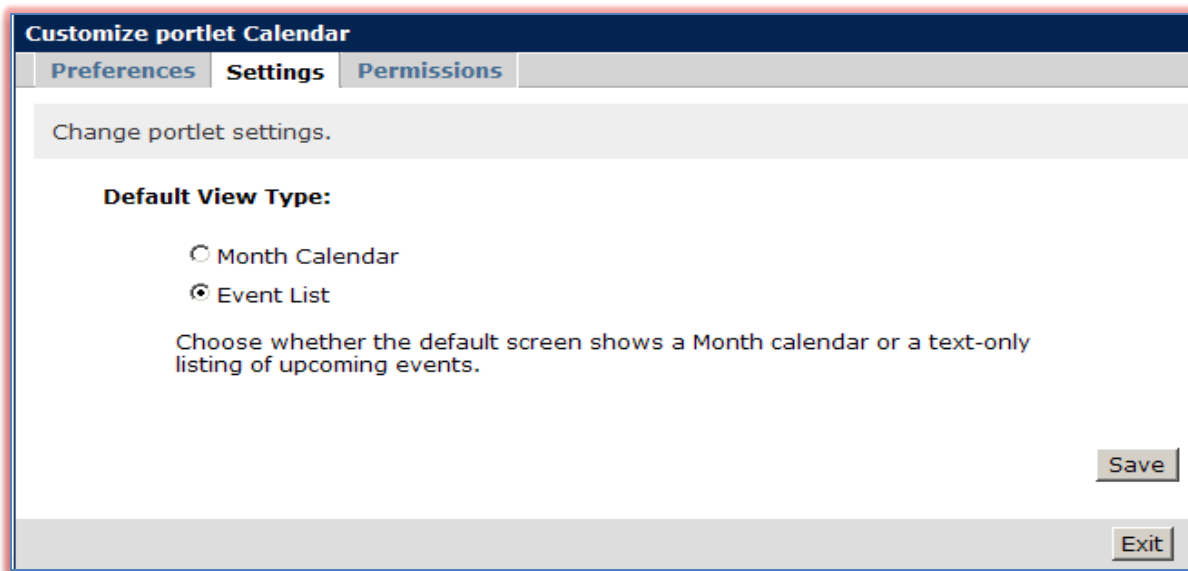 Customize portlet Calendar
Preferences Settings Permissions
Change portlet settings.
Default View Type:
Month Calendar
Event List
Choose whether the default screen shows a Month calendar or a text-only
listing of upcoming events.
Save
Exit